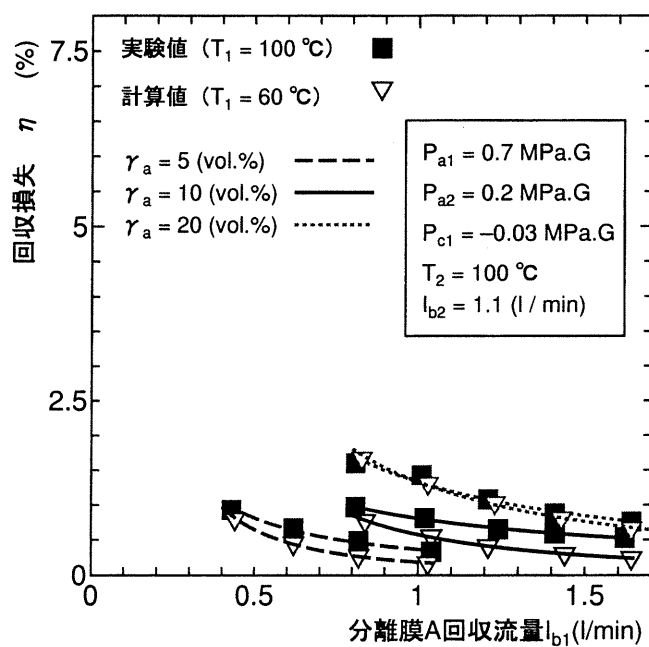 7.5
5
2.5
0
回収損失 η (%)
実験値 (T1 = 100 ℃)
計算値 (T1 = 60 ℃)
γa = 5 (vol.%)
γa = 10 (vol.%)
γa = 20 (vol.%)
Pa1 = 0.7 MPa.G
Pa2 = 0.2 MPa.G
Pc1 = −0.03 MPa.G
T2 = 100 ℃
lb2 = 1.1 (l / min)
0 0.5 1 1.5
分離膜A回収流量lb1(l/min)